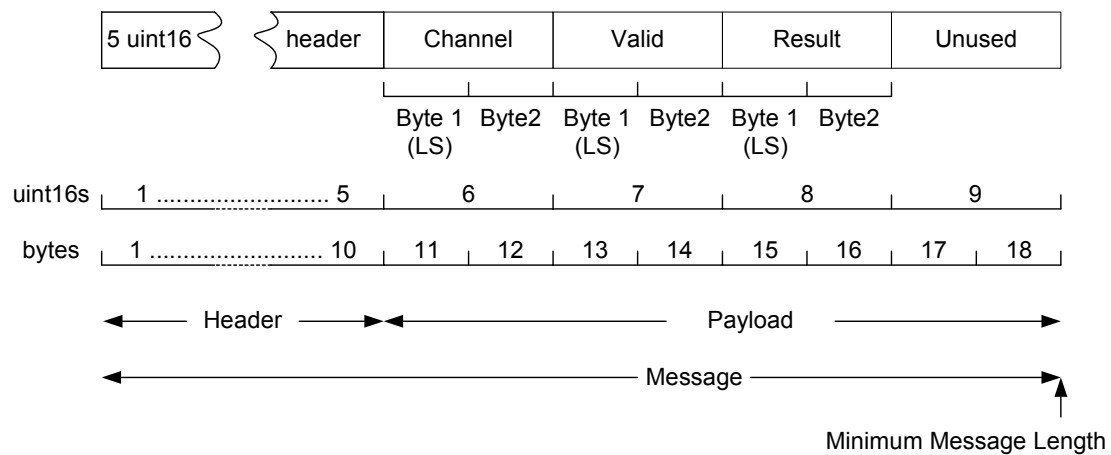 5 uint16 header Channel Valid Result Unused
Byte 1 Byte2 Byte 1 Byte2 Byte 1 Byte2
(LS) (LS) (LS)
uint16s 1 ............................ 5 6 7 8 9
bytes 1 ............................ 10 11 12 13 14 15 16 17 18
Header Payload
Message
Minimum Message Length